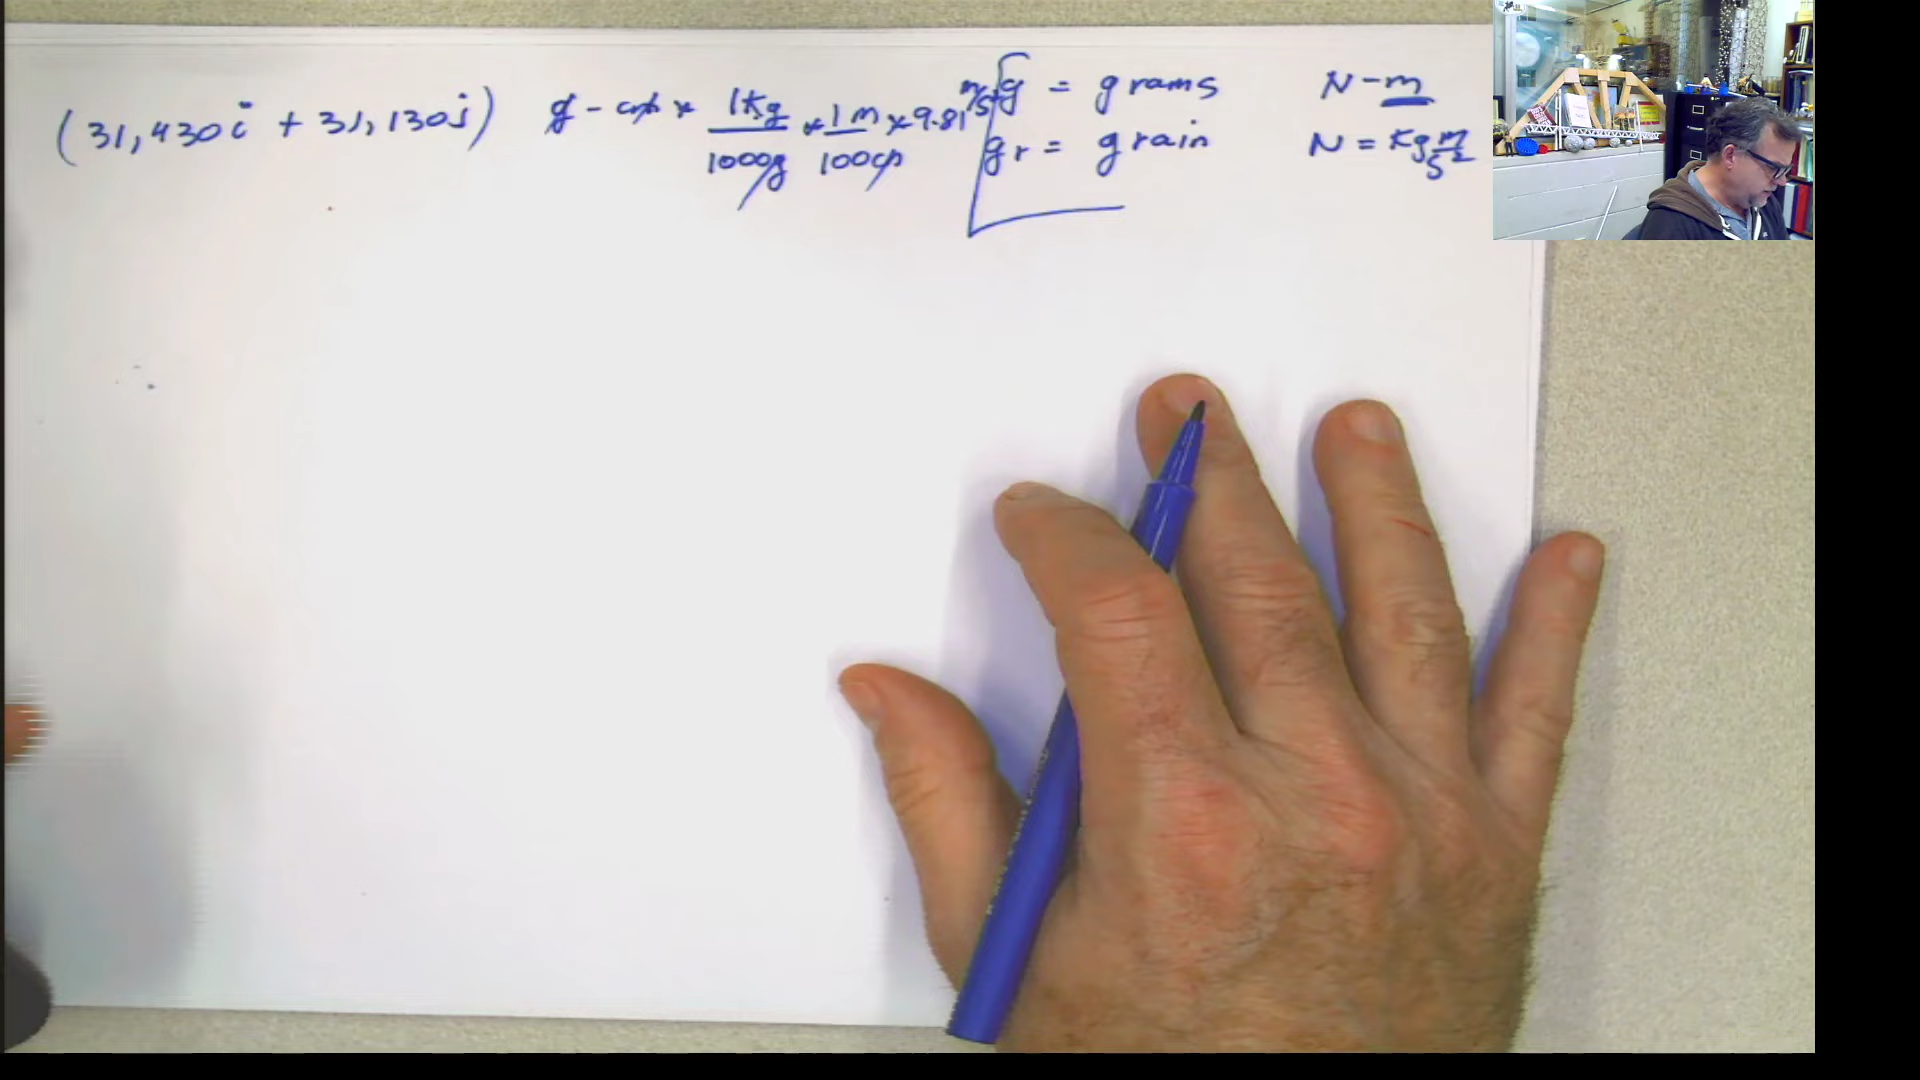 (31,430i + 31,130j) g - cm * 1kg/1000g * 1m/100cm * 9.81 m/s²
g = grams
gr = grain
N - m
N = kg m/s²